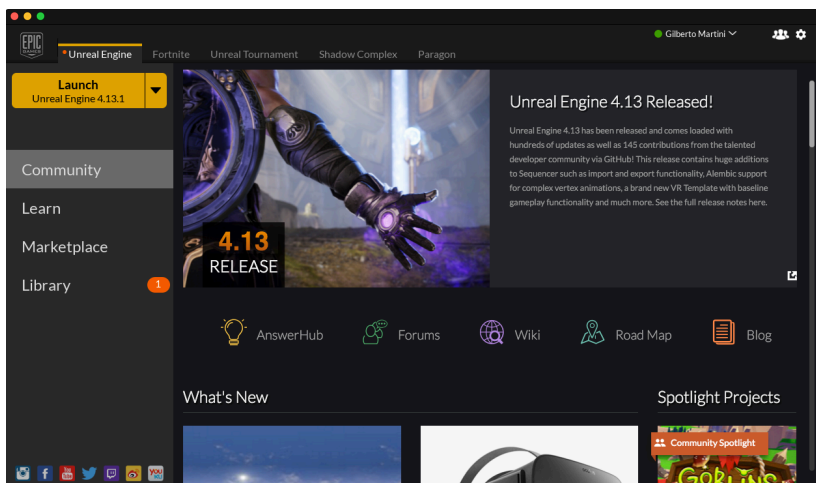 EPIC
GAMES
Unreal Engine
Fortnite
Unreal Tournament
Shadow Complex
Paragon
Gilberto Martini
Launch
Unreal Engine 4.13.1
Community
Learn
Marketplace
Library
1
4.13
RELEASE
Unreal Engine 4.13 Released!
Unreal Engine 4.13 has been released and comes loaded with
hundreds of updates as well as 145 contributions from the talented
developer community via GitHub! This release contains huge additions
to Sequencer such as import and export functionality, Alembic support
for complex vertex animations, a brand new VR Template with baseline
gameplay functionality and much more. See the full release notes here.
AnswerHub
Forums
Wiki
Road Map
Blog
What's New
Spotlight Projects
Community Spotlight
GOBLINS